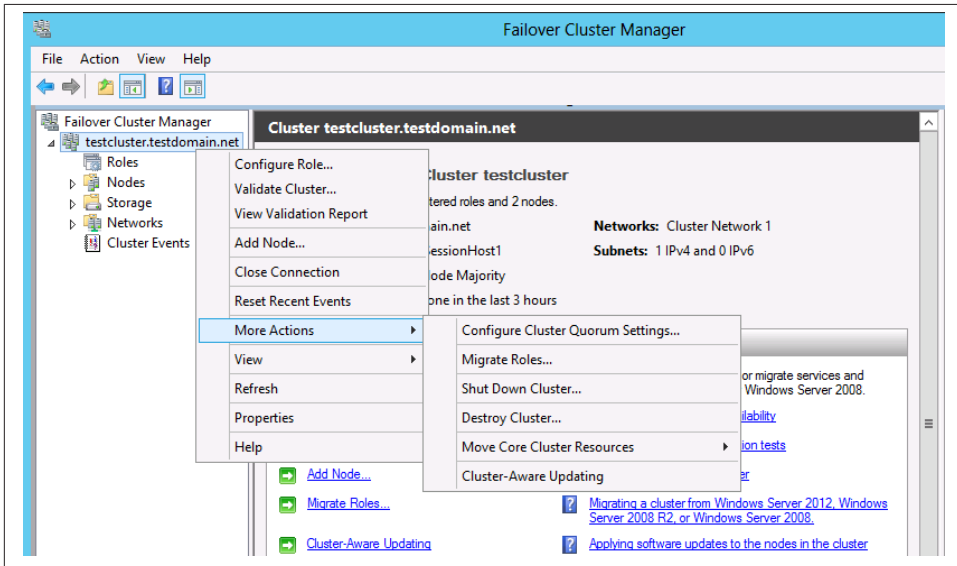 Failover Cluster Manager
File Action View Help
Failover Cluster Manager
testcluster.testdomain.net
Roles
Nodes
Storage
Networks
Cluster Events
Cluster testcluster.testdomain.net
Cluster testcluster
tered roles and 2 nodes.
ain.net
Networks: Cluster Network 1
essionHost1
Subnets: 1 IPv4 and 0 IPv6
ode Majority
one in the last 3 hours
Configure Role...
Validate Cluster...
View Validation Report
Add Node...
Close Connection
Reset Recent Events
More Actions
View
Refresh
Properties
Help
Configure Cluster Quorum Settings...
Migrate Roles...
Shut Down Cluster...
Destroy Cluster...
Move Core Cluster Resources
Cluster-Aware Updating
or migrate services and
Windows Server 2008.
ilability
ion tests
er
Add Node...
Migrate Roles...
Cluster-Aware Updating
Migrating a cluster from Windows Server 2012, Windows
Server 2008 R2, or Windows Server 2008.
Applying software updates to the nodes in the cluster